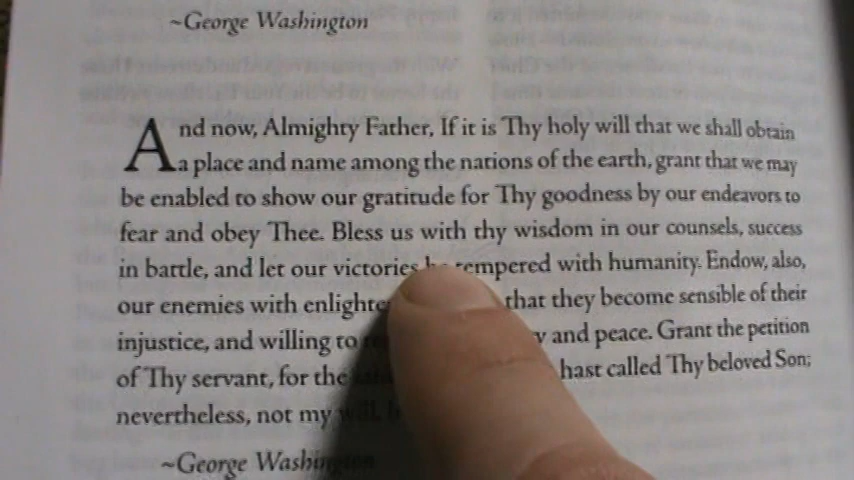 ~George Washington
And now, Almighty Father, If it is Thy holy will that we shall obtain
a place and name among the nations of the earth, grant that we may
be enabled to show our gratitude for Thy goodness by our endeavors to
fear and obey Thee. Bless us with thy wisdom in our counsels, success
in battle, and let our victories be tempered with humanity. Endow, also,
our enemies with that they become sensible of their
injustice, and willing to and peace. Grant the petition
of Thy servant, for the hast called Thy beloved Son;
nevertheless, not my will,
~George Washington